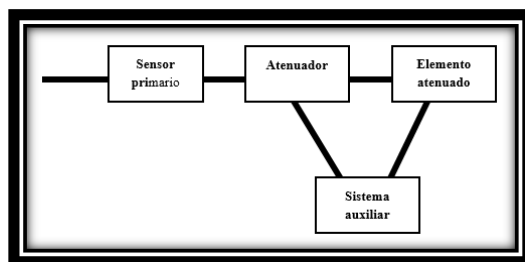 Sensor
primario
Atenuador
Elemento
atenuado
Sistema
auxiliar